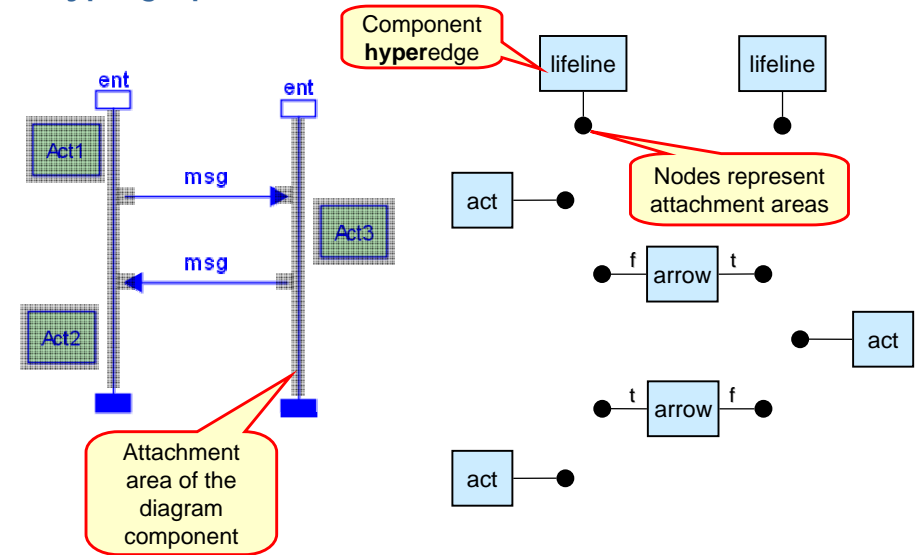 Component
hyperedge
lifeline
lifeline
ent
ent
Act1
msg
Nodes represent
attachment areas
act
Act3
msg
f
arrow
t
Act2
act
t
arrow
f
Attachment
area of the
diagram
component
act